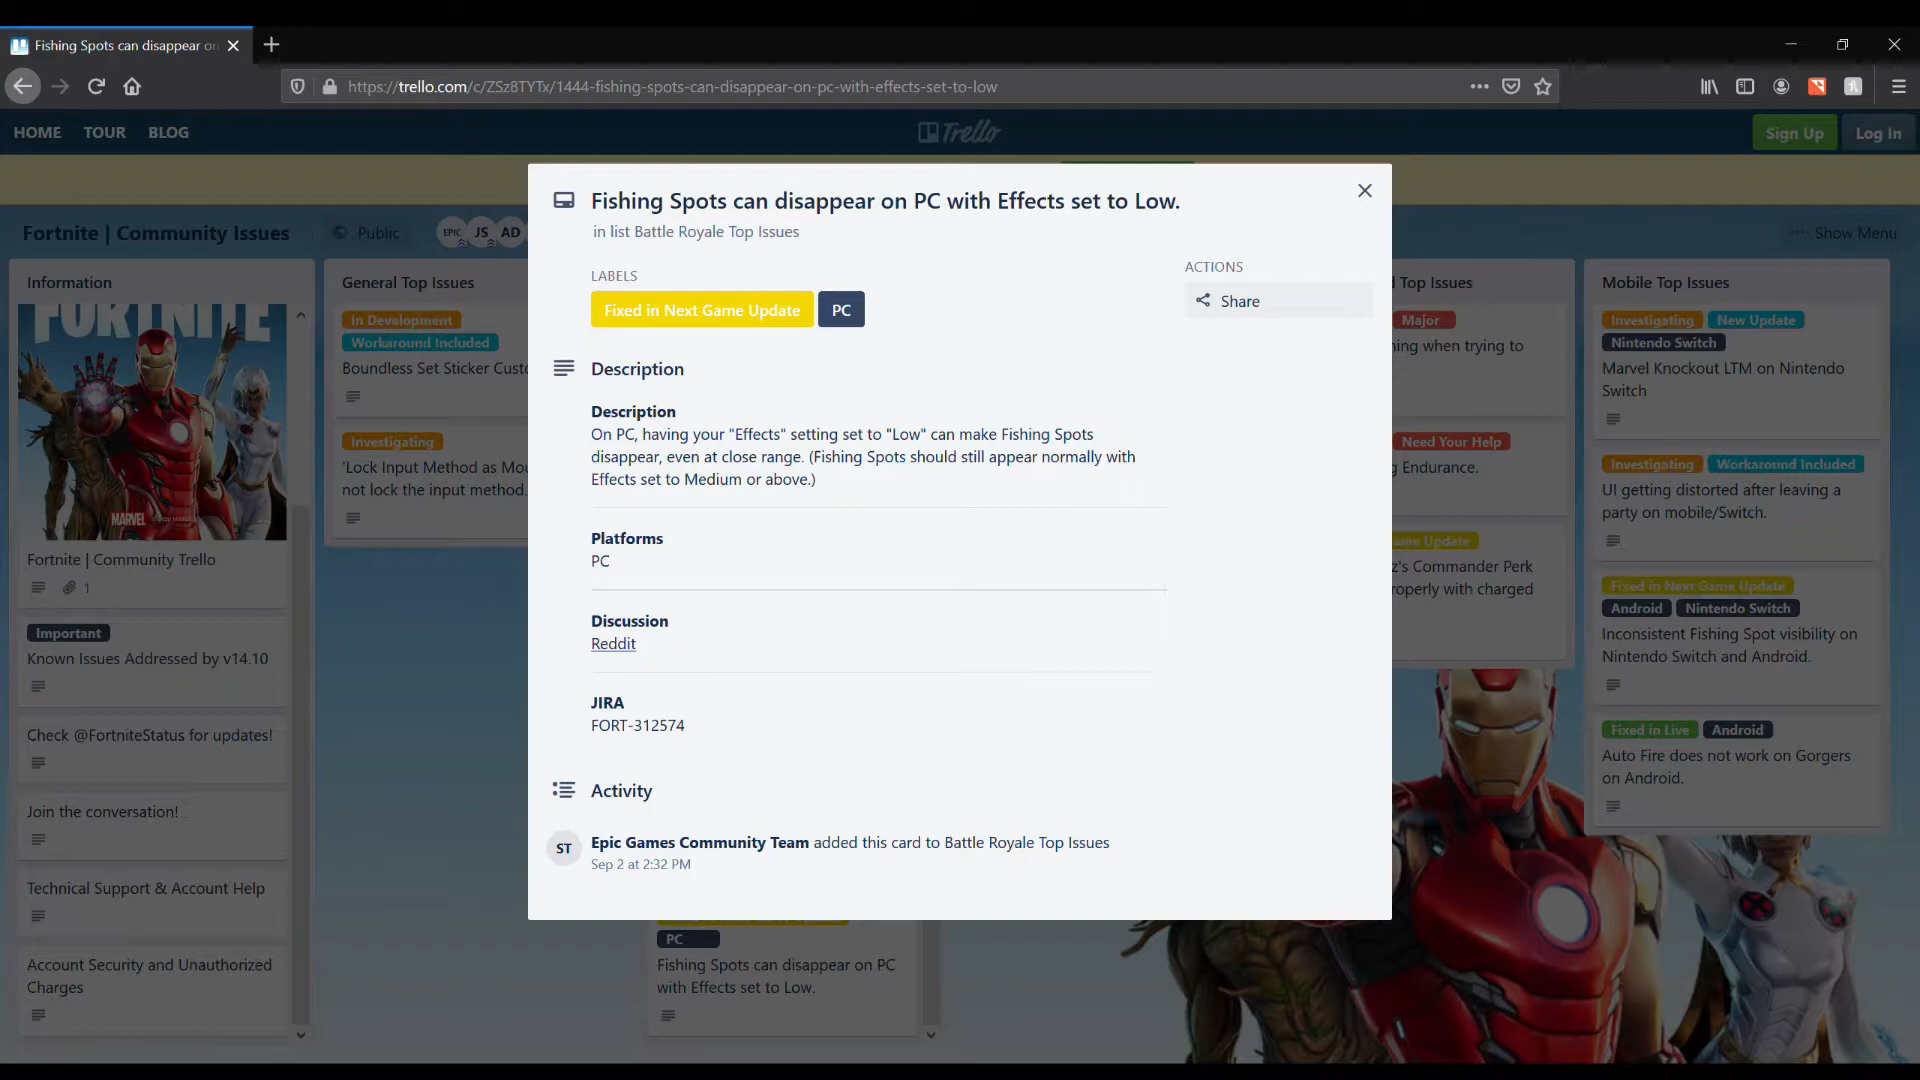 Fishing Spots can disappear on
https://trello.com/c/ZSz8TYTx/1444-fishing-spots-can-disappear-on-pc-with-effects-set-to-low
HOME TOUR BLOG
Trello
Sign Up Log In
Fortnite | Community Issues
Public
EPIC JS AD
Show Menu
Fishing Spots can disappear on PC with Effects set to Low.
in list Battle Royale Top Issues
LABELS
Fixed in Next Game Update PC
ACTIONS
Share
Description
Description
On PC, having your "Effects" setting set to "Low" can make Fishing Spots
disappear, even at close range. (Fishing Spots should still appear normally with
Effects set to Medium or above.)
Platforms
PC
Discussion
Reddit
JIRA
FORT-312574
Activity
ST
Epic Games Community Team added this card to Battle Royale Top Issues
Sep 2 at 2:32 PM
Information
FORTNITE
MARVEL
Fortnite | Community Trello
1
Important
Known Issues Addressed by v14.10
Check @FortniteStatus for updates!
Join the conversation!
Technical Support & Account Help
Account Security and Unauthorized
Charges
General Top Issues
In Development
Workaround Included
Boundless Set Sticker Custo
Investigating
'Lock Input Method as Mou
not lock the input method.
PC
Fishing Spots can disappear on PC
with Effects set to Low.
Top Issues
Major
ing when trying to
Need Your Help
g Endurance.
ame Update
z's Commander Perk
roperly with charged
Mobile Top Issues
Investigating New Update
Nintendo Switch
Marvel Knockout LTM on Nintendo
Switch
Investigating Workaround Included
UI getting distorted after leaving a
party on mobile/Switch.
Fixed in Next Game Update
Android Nintendo Switch
Inconsistent Fishing Spot visibility on
Nintendo Switch and Android.
Fixed in Live Android
Auto Fire does not work on Gorgers
on Android.